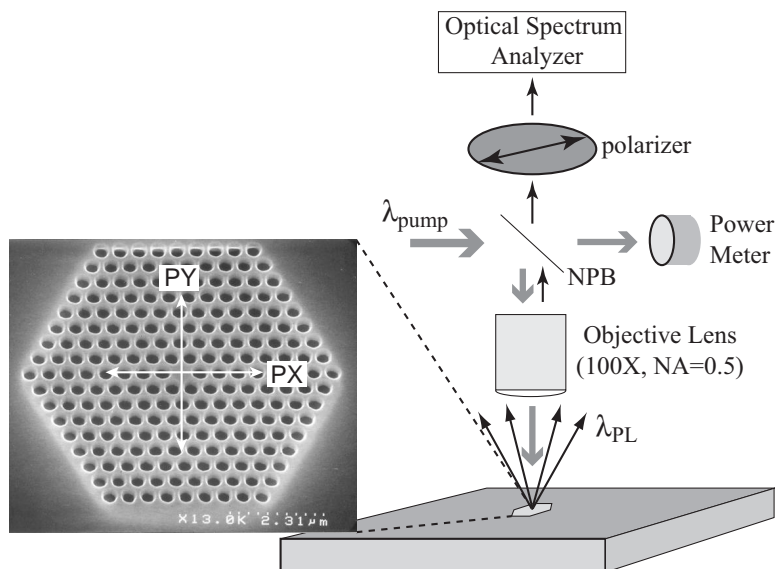 Optical Spectrum
Analyzer
polarizer
λpump
Power
Meter
NPB
PY
PX
Objective Lens
(100X, NA=0.5)
λPL
X13.0K 2.31μm